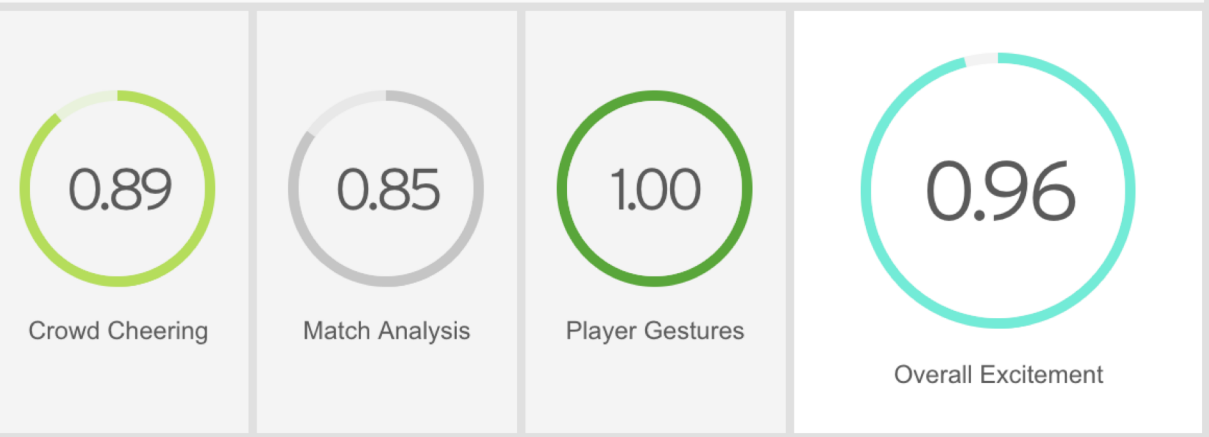 0.89
Crowd Cheering
0.85
Match Analysis
1.00
Player Gestures
0.96
Overall Excitement